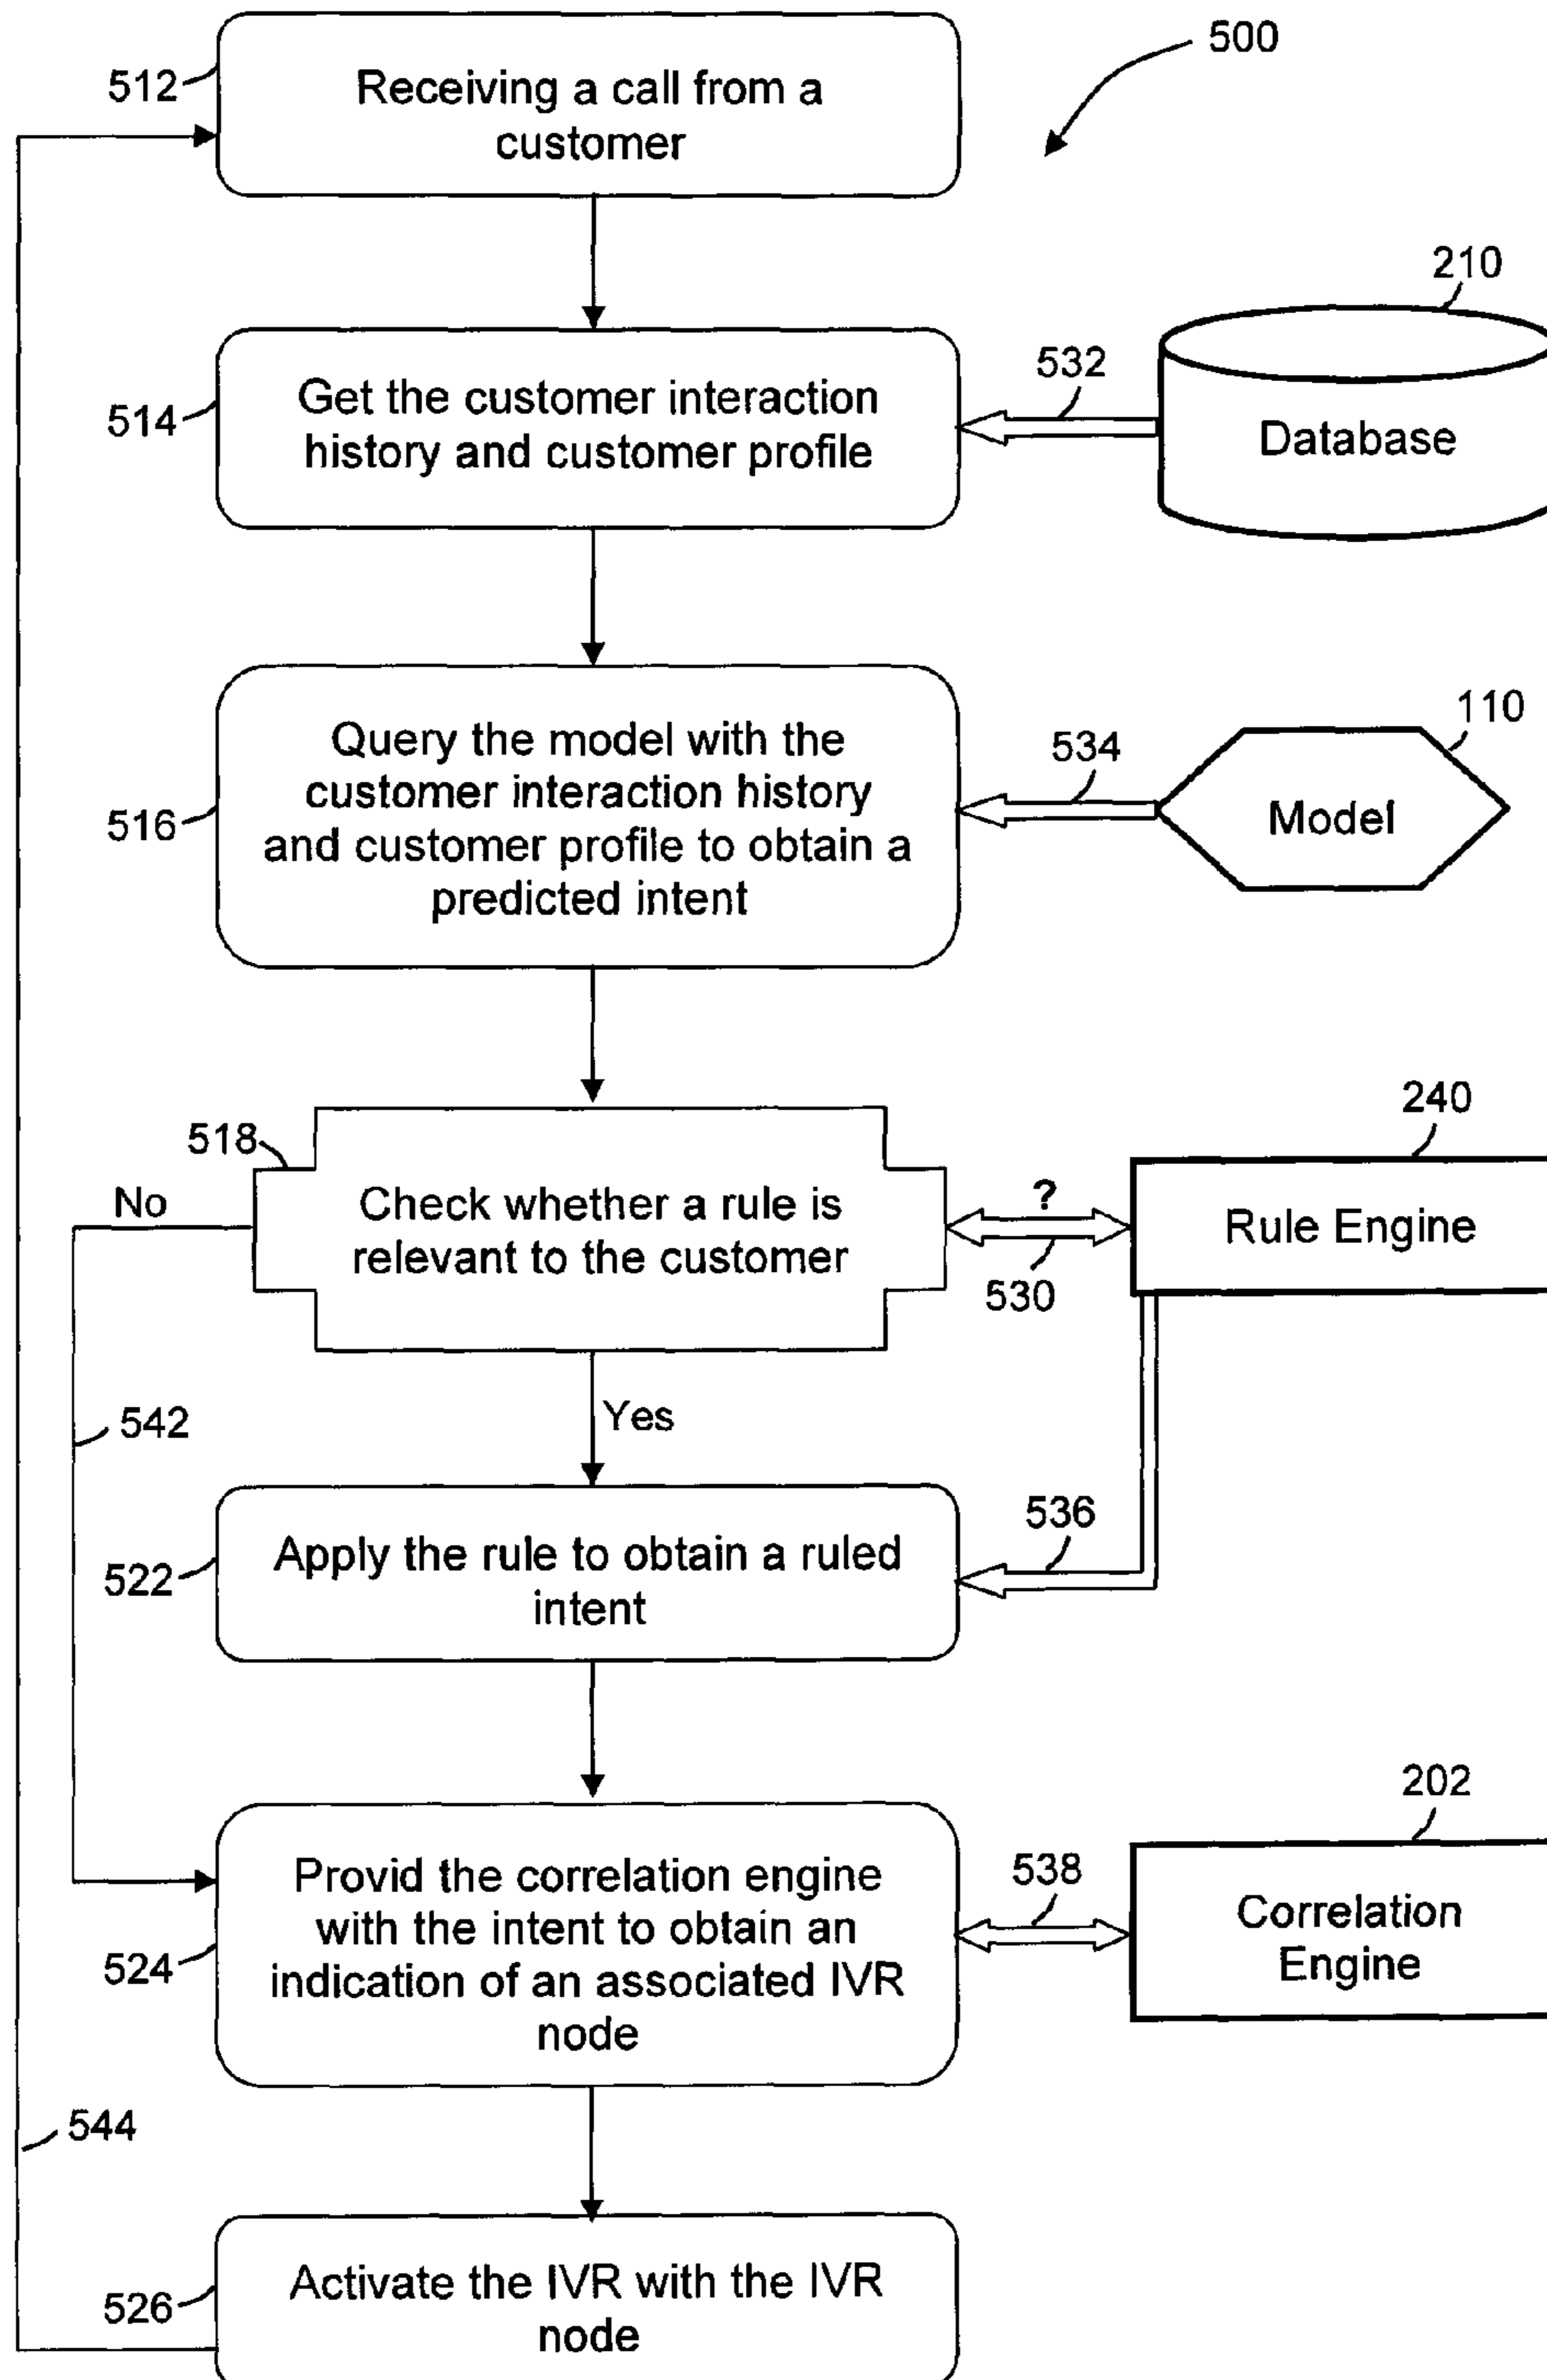 500
512
Receiving a call from a
customer
210
532
514
Get the customer interaction
history and customer profile
Database
110
534
516
Query the model with the
customer interaction history
and customer profile to obtain a
predicted intent
Model
240
518
No
Check whether a rule is
relevant to the customer
?
530
Rule Engine
542
Yes
536
522
Apply the rule to obtain a ruled
intent
202
538
524
Provid the correlation engine
with the intent to obtain an
indication of an associated IVR
node
Correlation
Engine
544
526
Activate the IVR with the IVR
node